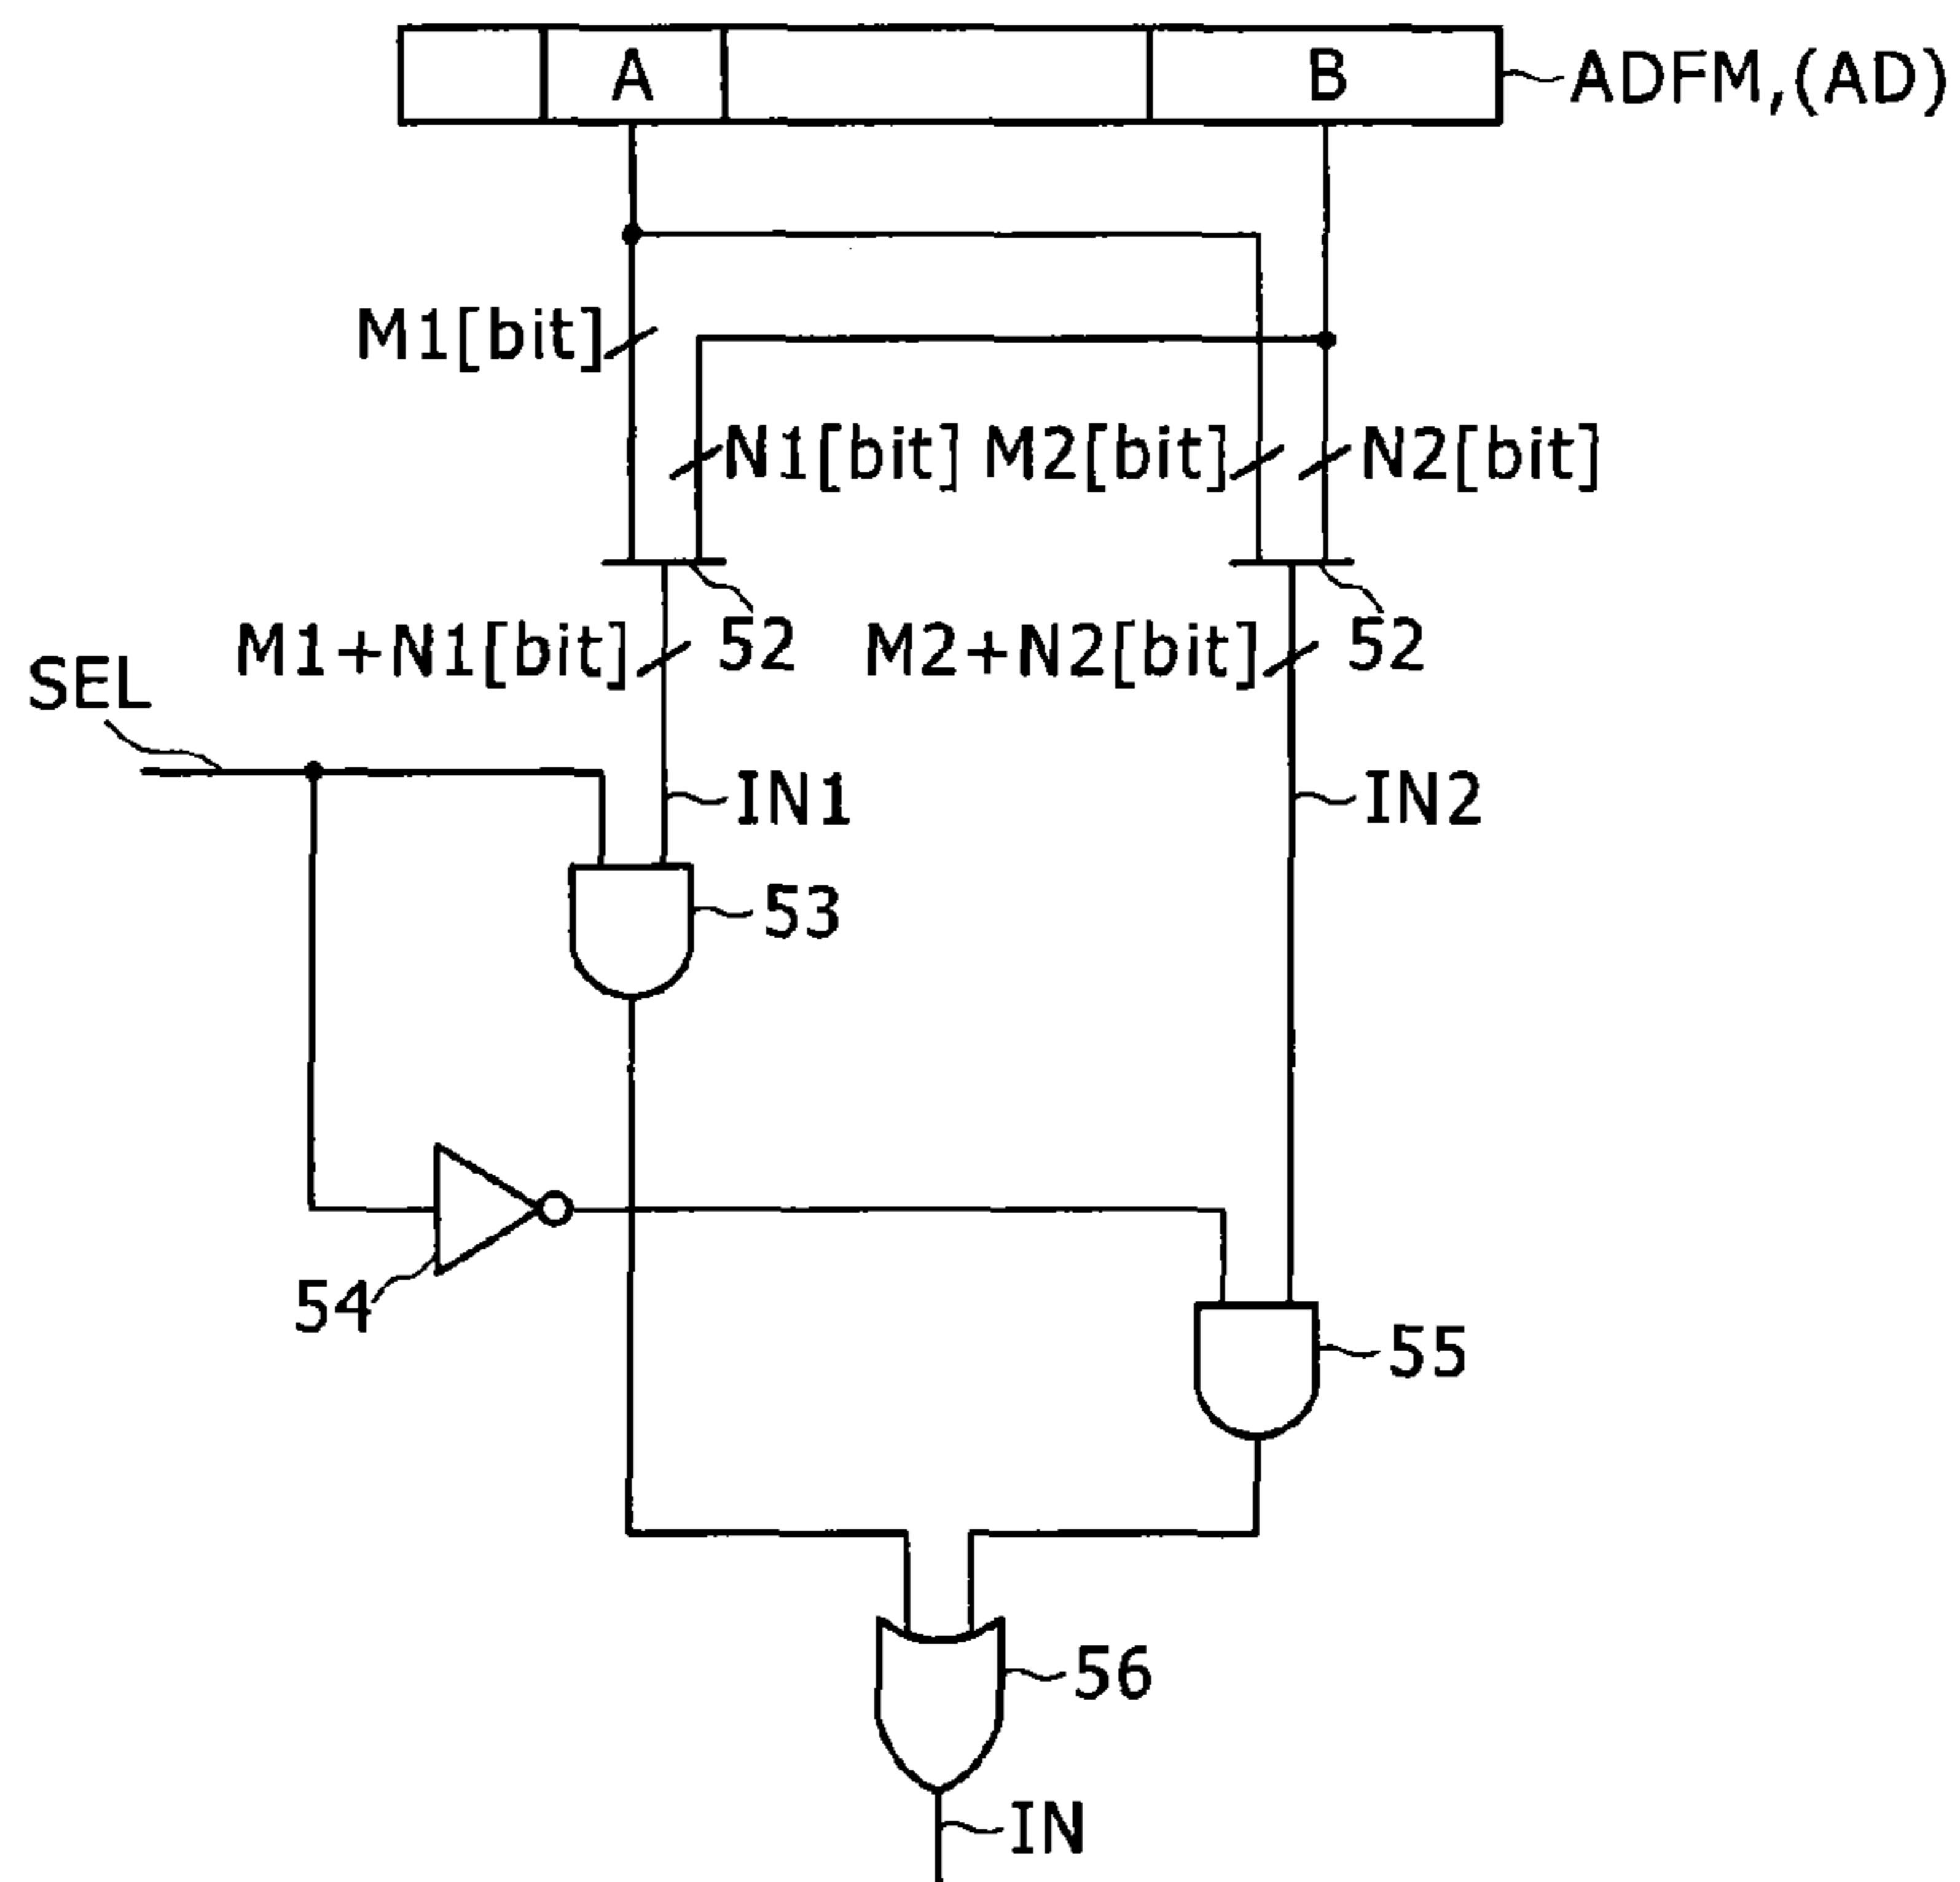 A B ADFM,(AD)
M1[bit]
N1[bit] M2[bit] N2[bit]
M1+N1[bit] 52 M2+N2[bit] 52
SEL
IN1 IN2
53
54
55
56
IN